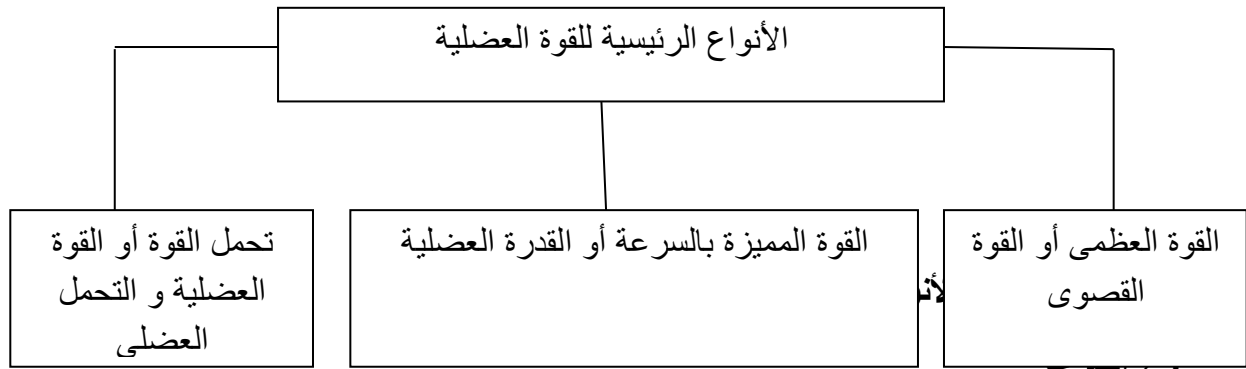 الأنواع الرئيسية للقوة العضلية
القوة العظمى أو القوة
القصوى
القوة المميزة بالسرعة أو القدرة العضلية
تحمل القوة أو القوة
العضلية و التحمل
العضلي